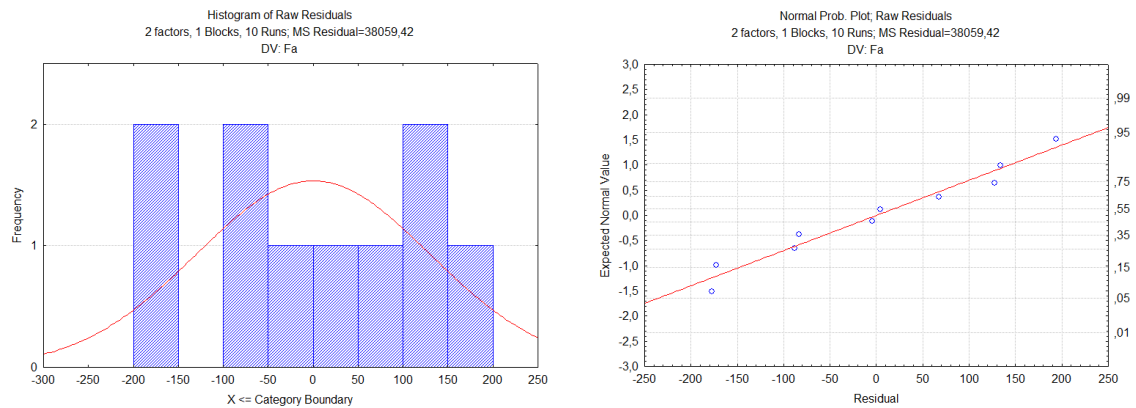 Histogram of Raw Residuals
2 factors, 1 Blocks, 10 Runs; MS Residual=38059,42
DV: Fa
2
1
0
Frequency
-300 -250 -200 -150 -100 -50 0 50 100 150 200 250
X <= Category Boundary
Normal Prob. Plot; Raw Residuals
2 factors, 1 Blocks, 10 Runs; MS Residual=38059,42
DV: Fa
3,0
2,5
2,0
1,5
1,0
0,5
0,0
-0,5
-1,0
-1,5
-2,0
-2,5
-3,0
Expected Normal Value
,99
,95
,75
,55
,35
,15
,05
,01
-250 -200 -150 -100 -50 0 50 100 150 200 250
Residual